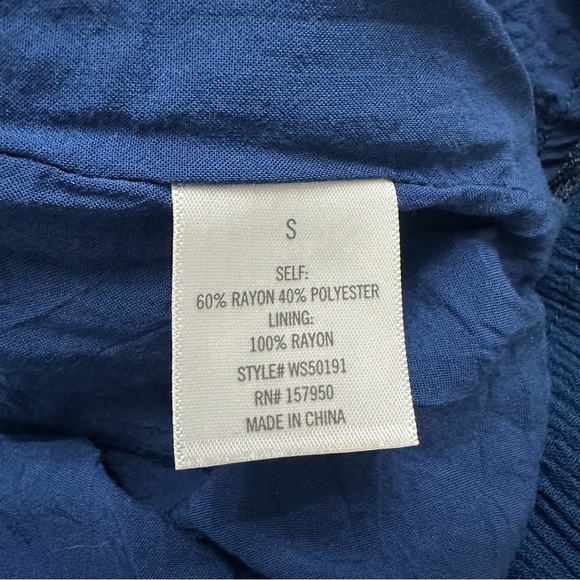 S
SELF:
60% RAYON 40% POLYESTER
LINING:
100% RAYON
STYLE# WS50191
RN# 157950
MADE IN CHINA